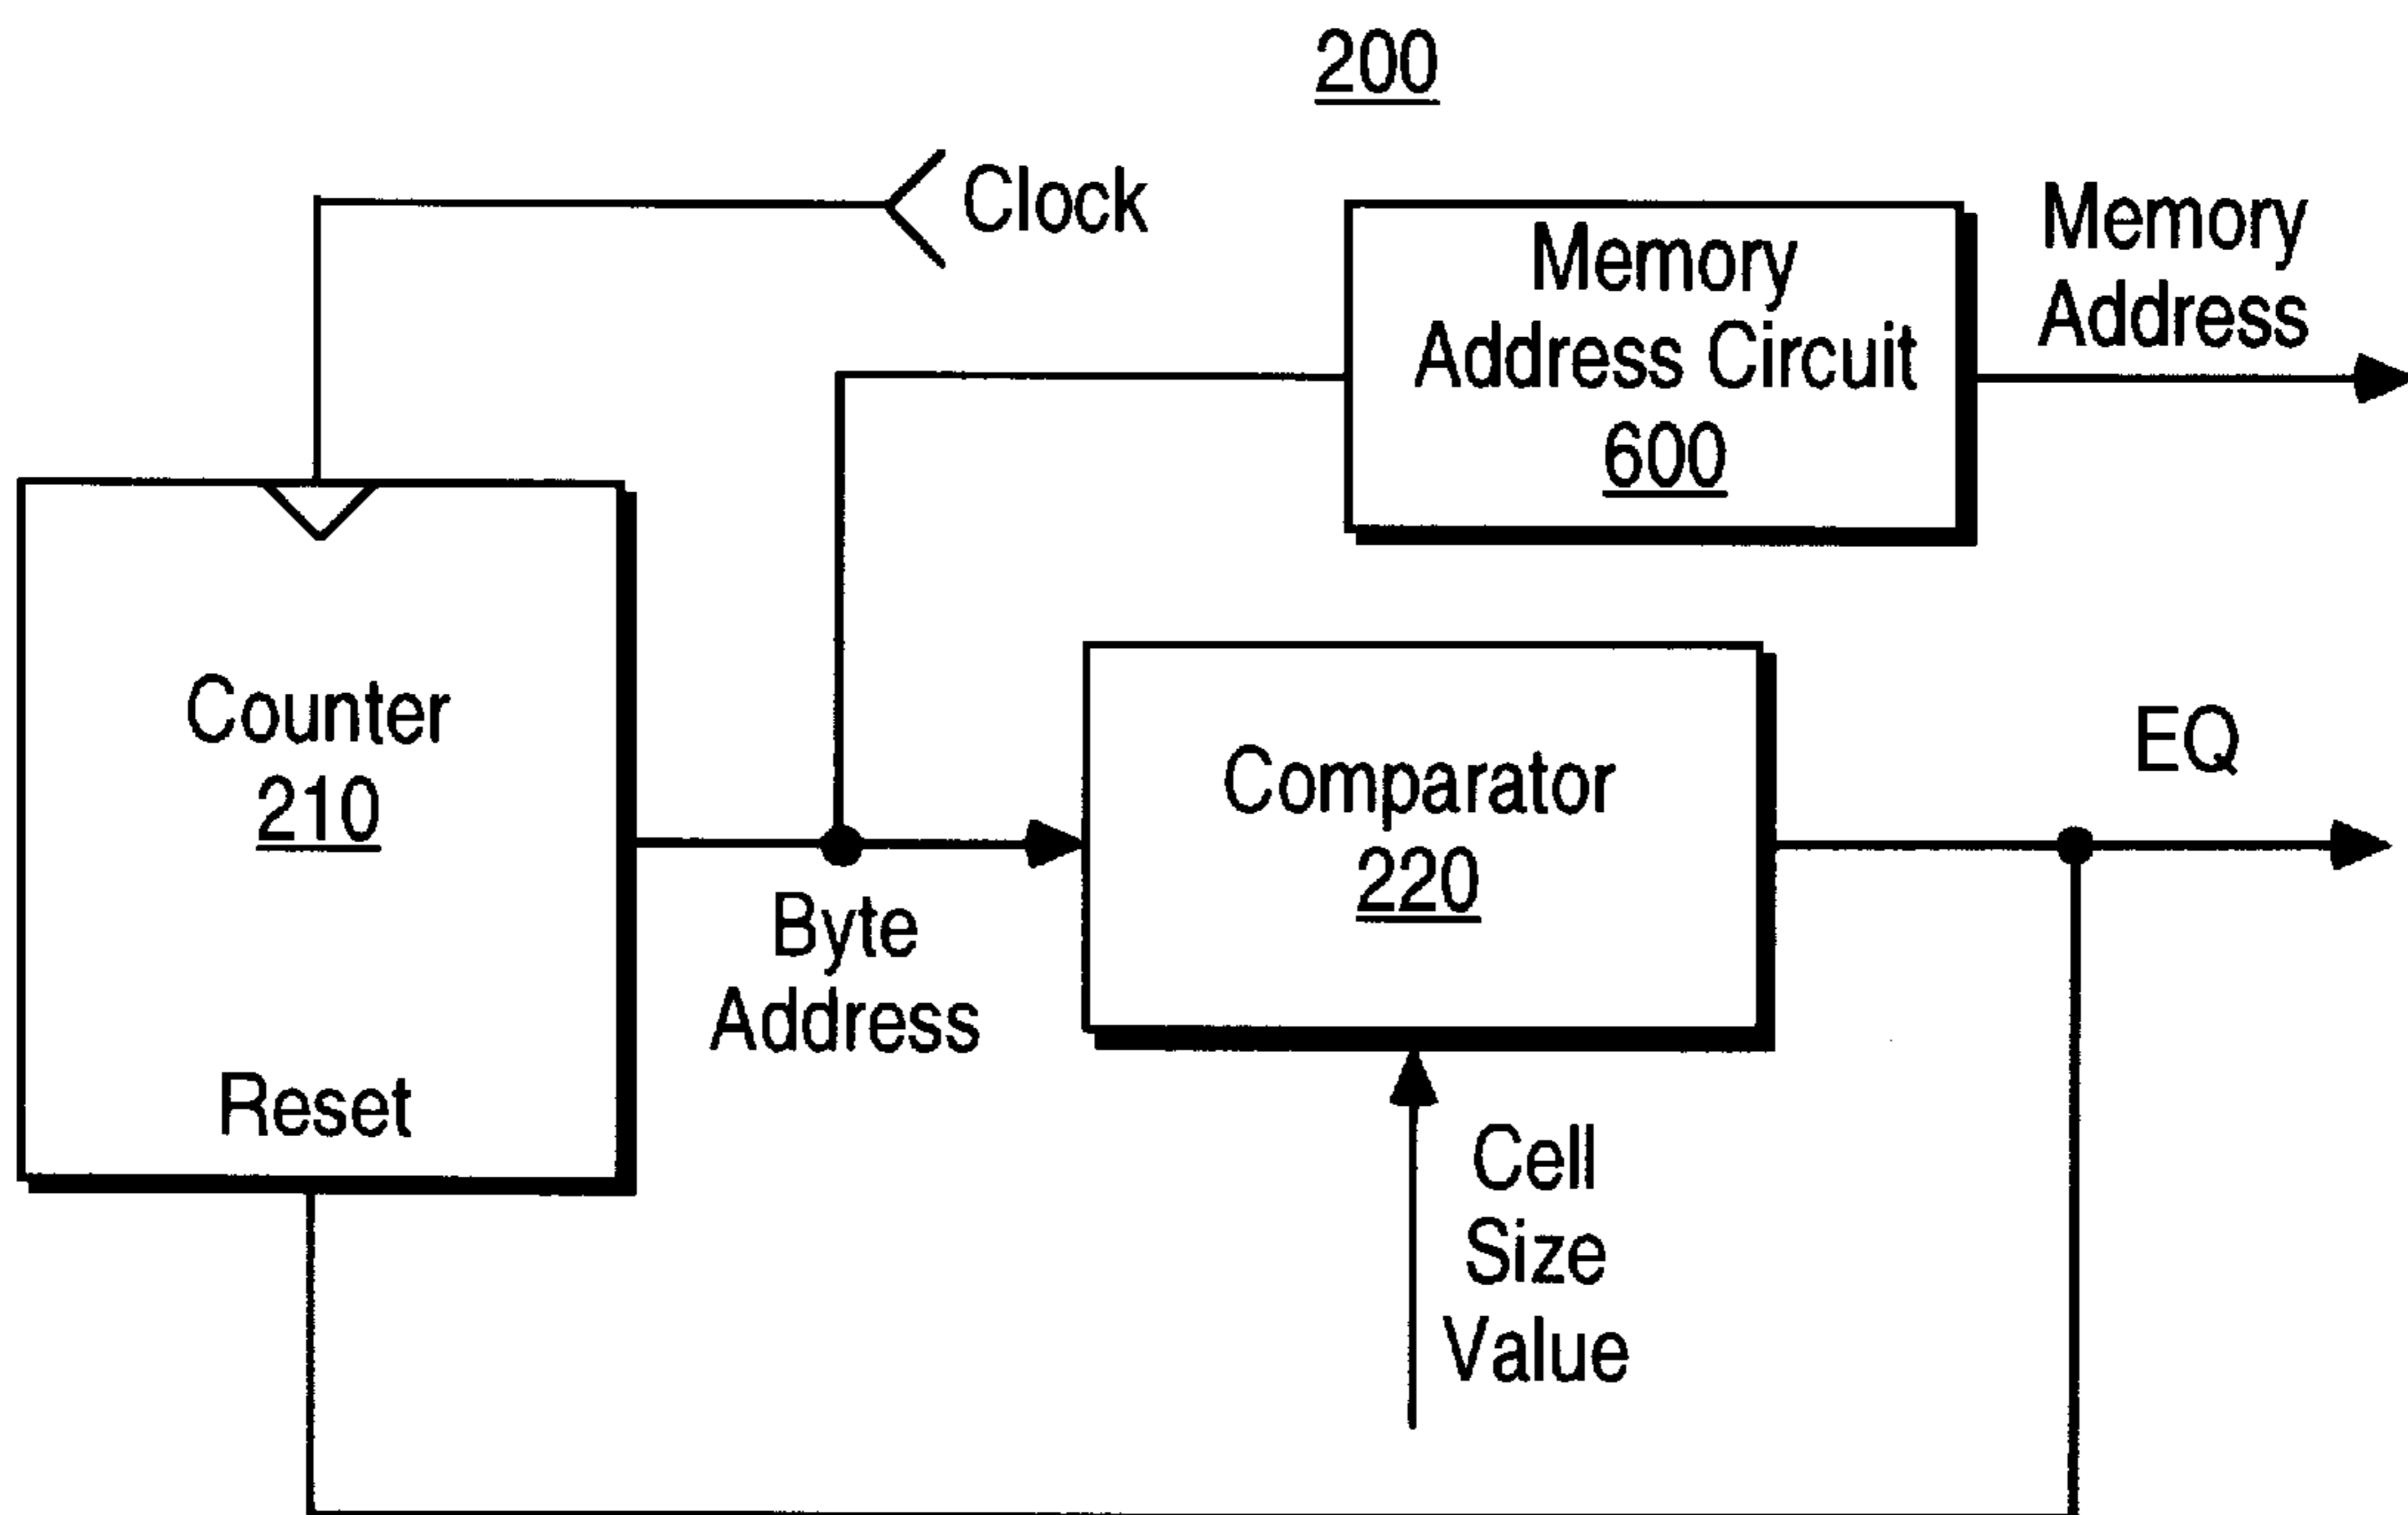 200
Clock
Memory
Address Circuit
600
Memory
Address
Counter
210
Reset
Byte
Address
Comparator
220
EQ
Cell
Size
Value